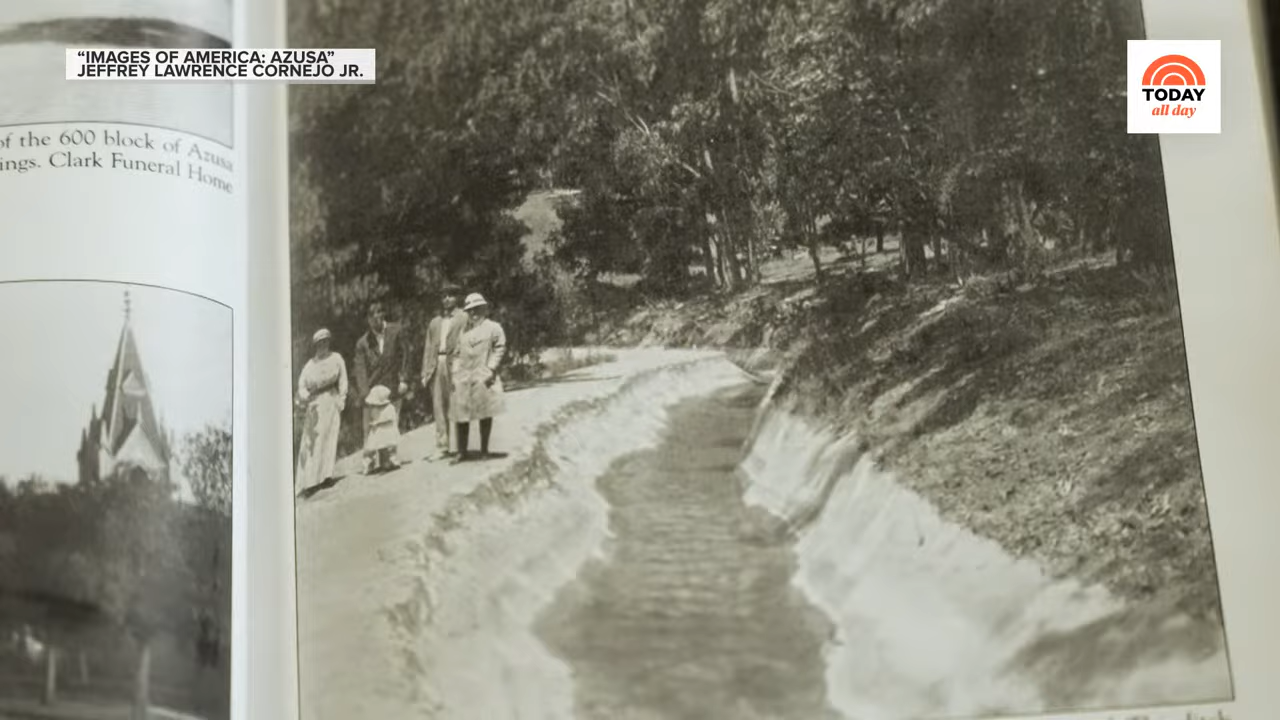 “IMAGES OF AMERICA: AZUSA”
JEFFREY LAWRENCE CORNEJO JR.
TODAY
all day
of the 600 block of Azusa
ings. Clark Funeral Home